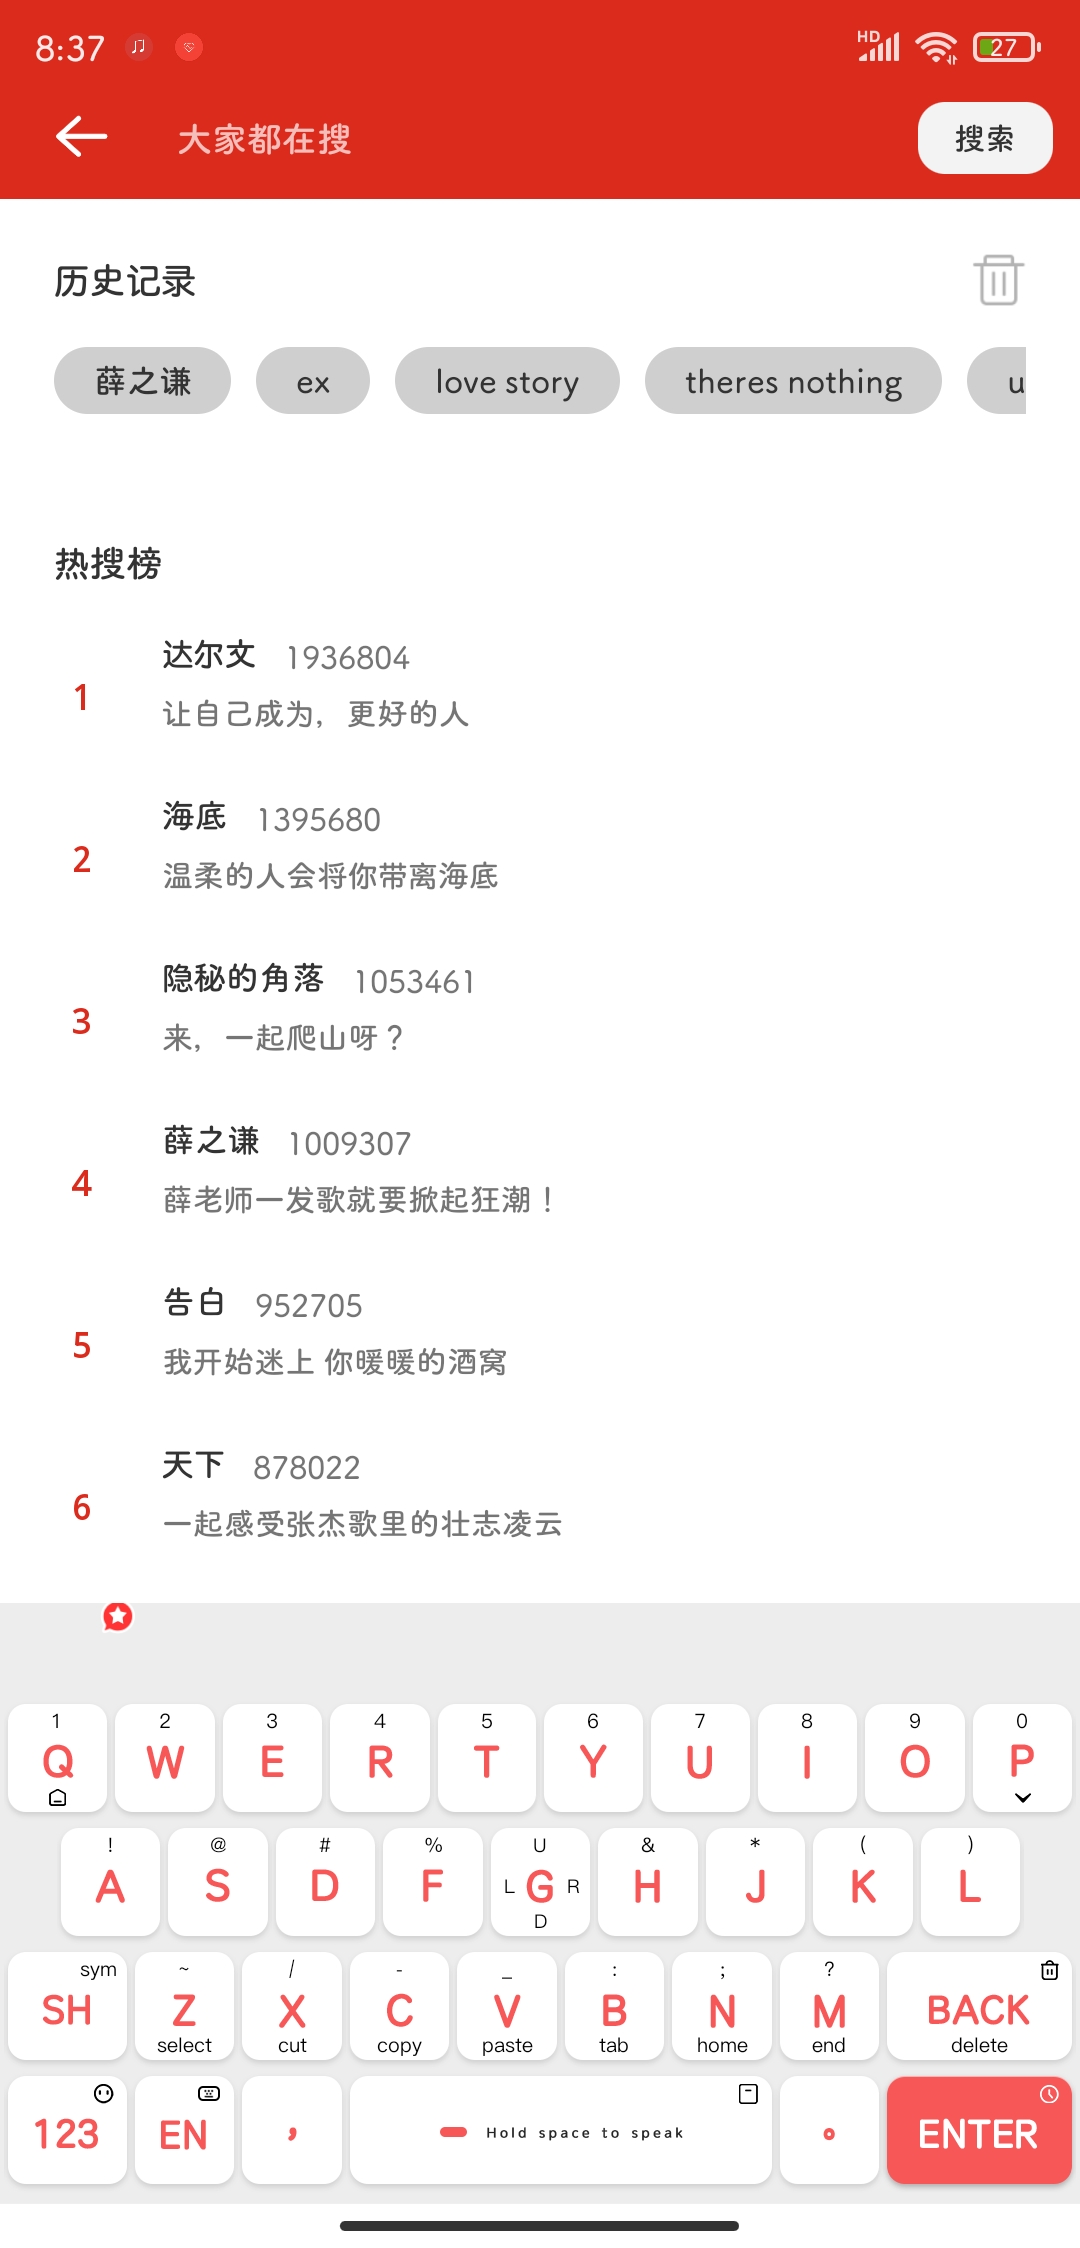 8:37 HD 27
大家都在搜 搜索
历史记录
薛之谦 ex love story theres nothing u
热搜榜
达尔文 1936804
1
让自己成为，更好的人
海底 1395680
2
温柔的人会将你带离海底
隐秘的角落 1053461
3
来，一起爬山呀？
薛之谦 1009307
4
薛老师一发歌就要掀起狂潮！
告白 952705
5
我开始迷上 你暖暖的酒窝
天下 878022
6
一起感受张杰歌里的壮志凌云
1 2 3 4 5 6 7 8 9 0
Q W E R T Y U I O P
! @ # % U & * ( )
A S D F L G R H J K L
D
sym ~ / - _ : ; ?
SH Z X C V B N M BACK
select cut copy paste tab home end delete
123 EN , Hold space to speak 。 ENTER